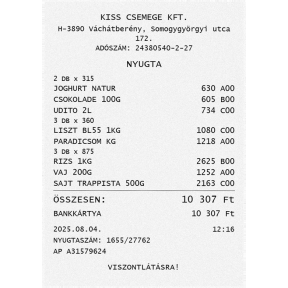 KISS CSEMEGE KFT.
H-3890 Váchátberény, Somogygyörgyi utca
172.
ADÓSZÁM: 24380540-2-27
NYUGTA
2 DB x 315
JOGHURT NATUR 630 A00
CSOKOLADE 100G 605 B00
UDITO 2L 734 C00
3 DB x 360
LISZT BL55 1KG 1080 C00
PARADICSOM KG 1218 A00
3 DB x 875
RIZS 1KG 2625 B00
VAJ 200G 1252 A00
SAJT TRAPPISTA 500G 2163 C00
ÖSSZESEN: 10 307 Ft
BANKKÁRTYA 10 307 Ft
2025.08.04. 12:16
NYUGTASZÁM: 1655/27762
AP A31579624
VISZONTLÁTÁSRA!